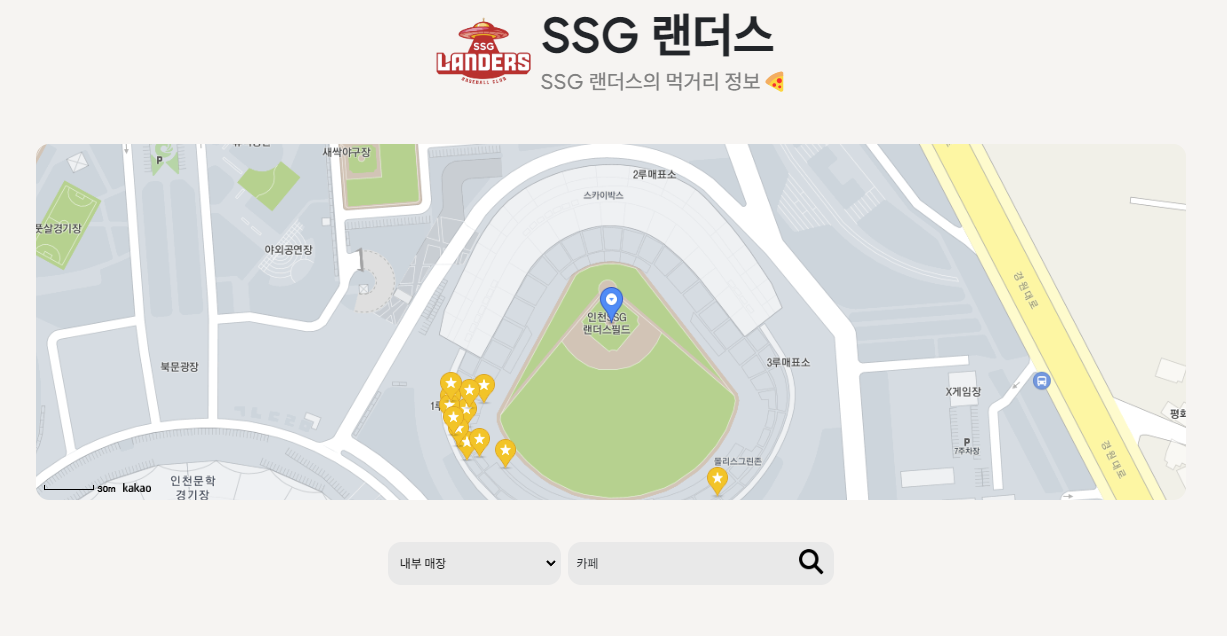 SSG
LANDERS
BASEBALL CLUB
SSG 랜더스
SSG 랜더스의 먹거리 정보
P
새싹야구장
2루매표소
스카이박스
풋살경기장
야외공연장
경원대로
인천SSG
랜더스필드
북문광장
3루매표소
X게임장
1루
평화
P
7주차장
몰리스그린존
경원대로
인천문학
경기장
30m kakao
내부 매장
카페